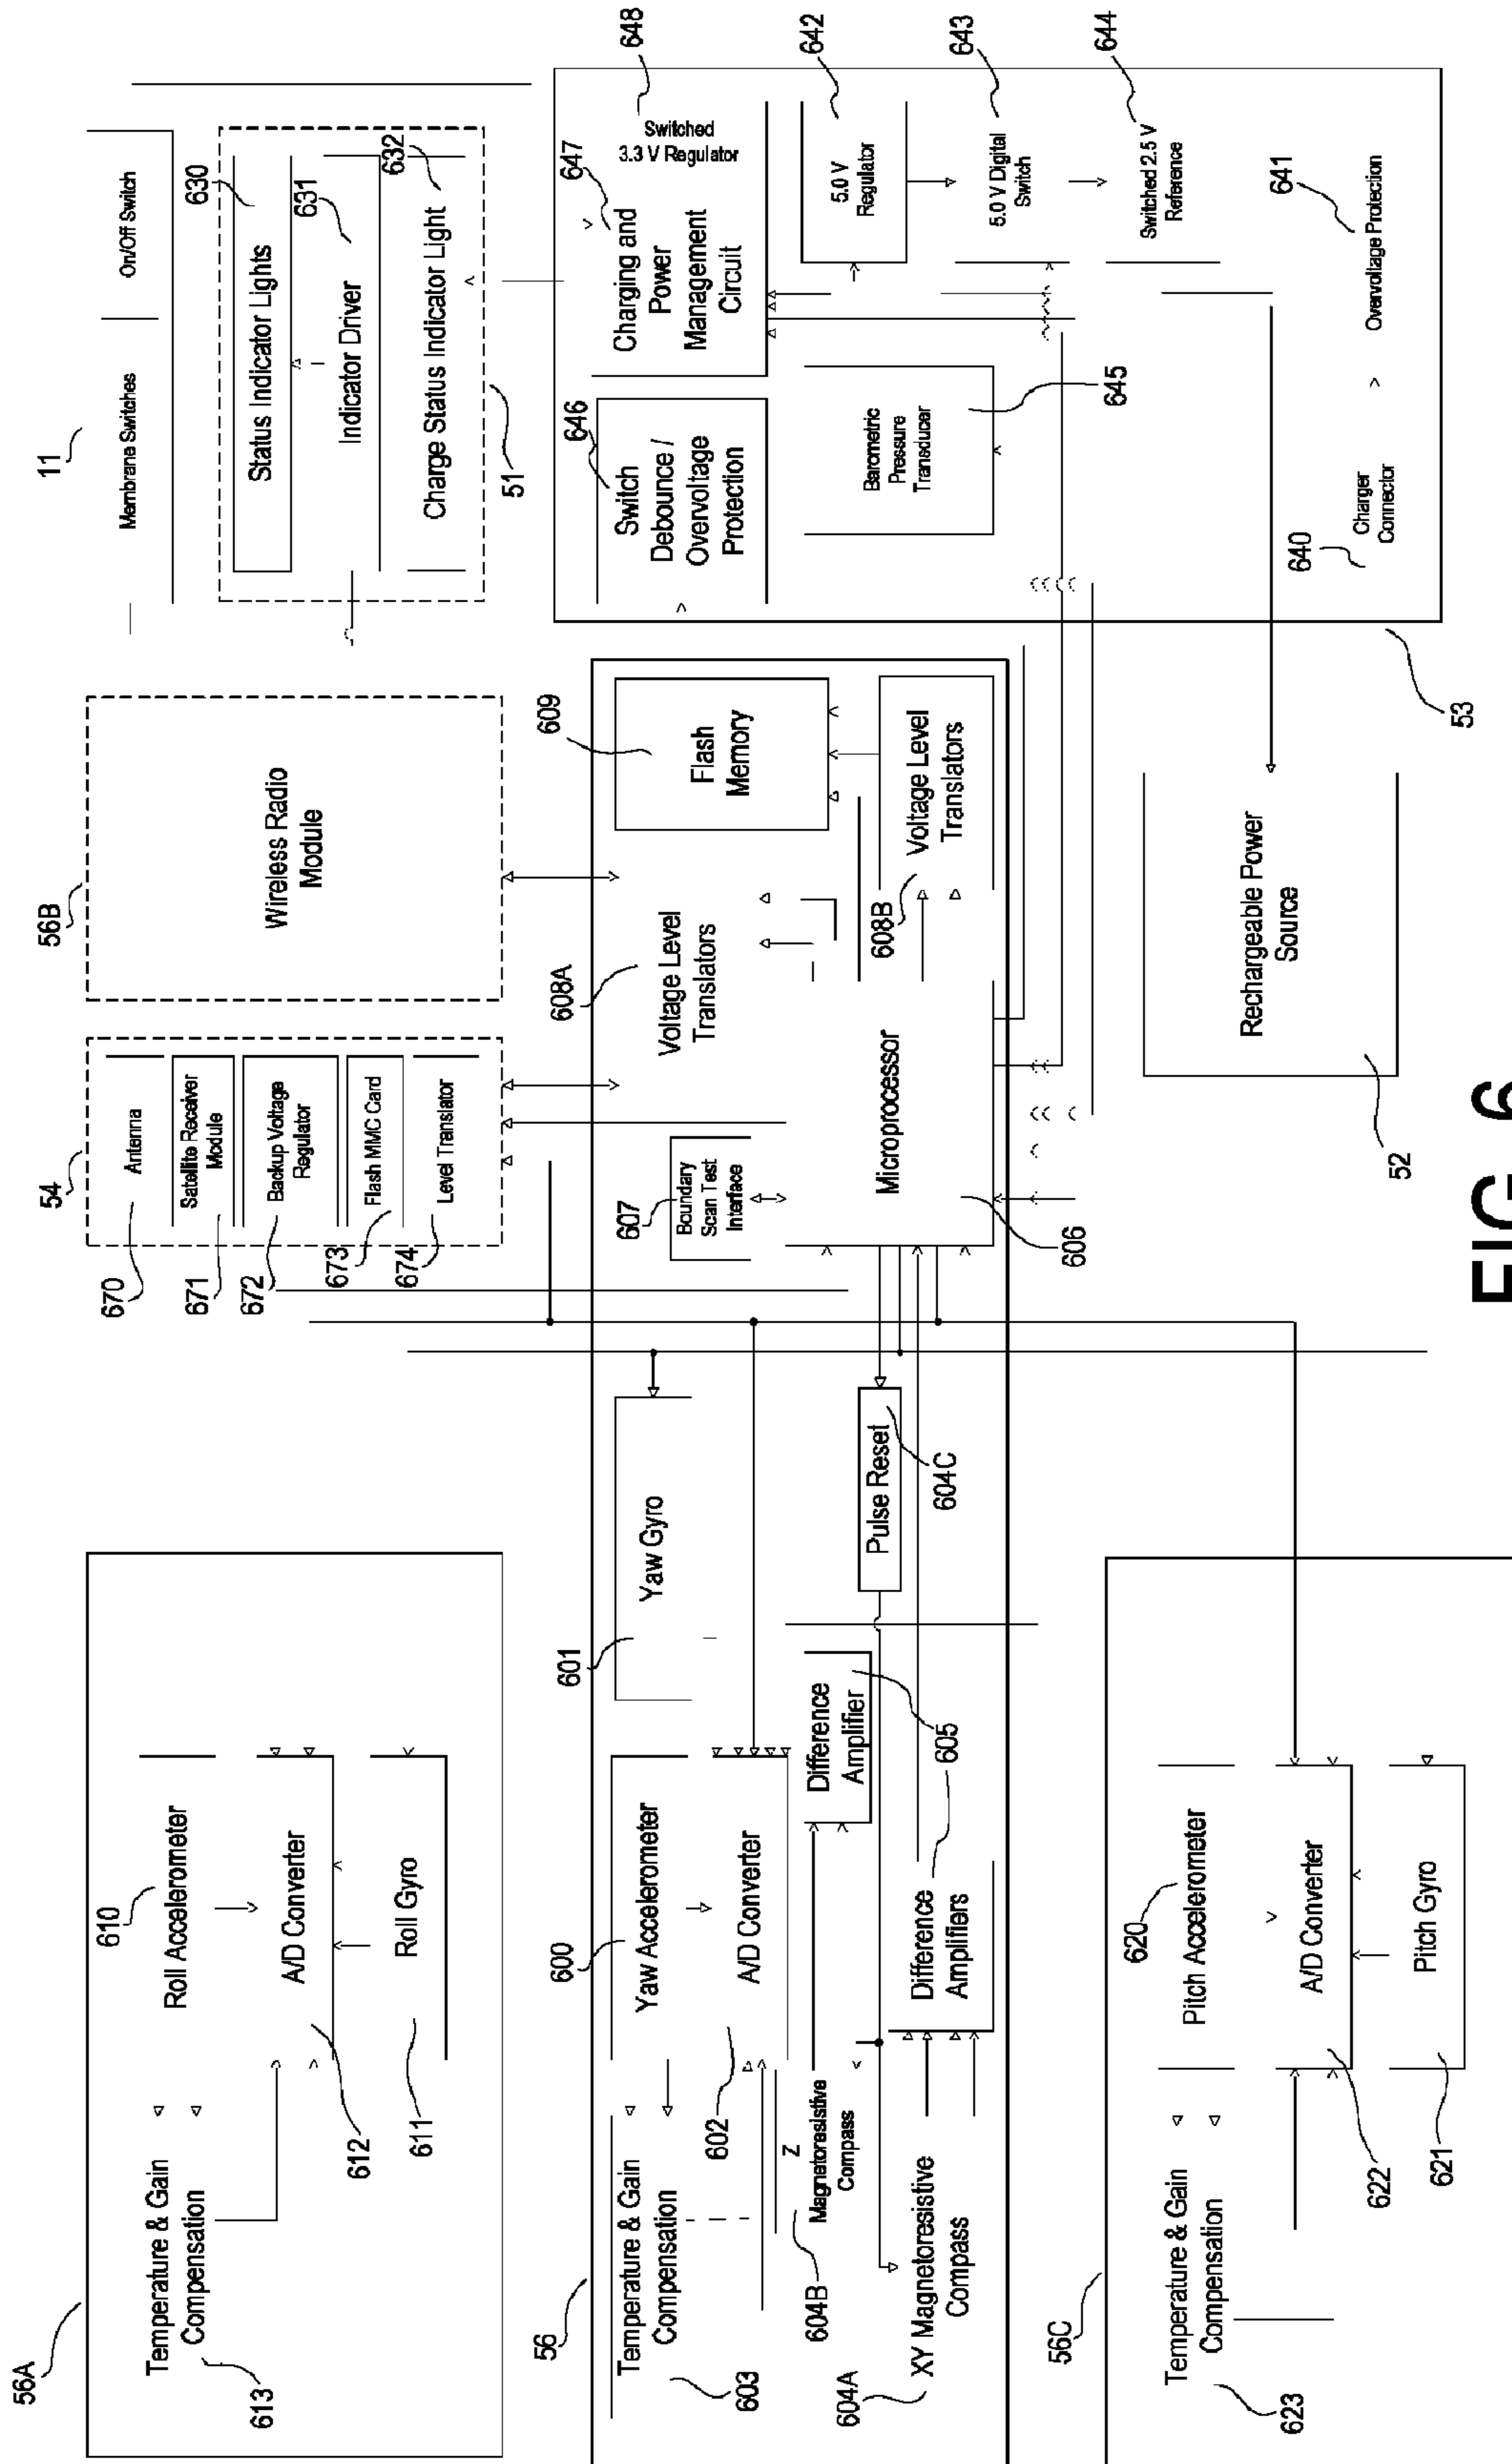 56A
Temperature & Gain
Compensation
613
610
Roll Accelerometer
A/D Converter
612
Roll Gyro
611
54
Antenna
670
Satellite Receiver
Module
671
Backup Voltage
Regulator
672
Flash MMC Card
673
Level Translator
674
56B
Wireless Radio
Module
11
Membrane Switches
On/Off Switch
Status Indicator Lights
630
Indicator Driver
631
Charge Status Indicator Light
632
51
56
Temperature & Gain
Compensation
603
600
Yaw Accelerometer
A/D Converter
602
601
Yaw Gyro
604B
Z
Magnetoresistive
Compass
604A
XY Magnetoresistive
Compass
Difference
Amplifier
605
Difference
Amplifiers
Pulse Reset
604C
607
Boundary
Scan Test
Interface
Microprocessor
606
608A
Voltage Level
Translators
609
Flash
Memory
608B
Voltage Level
Translators
646
Switch
Debounce /
Overvoltage
Protection
647
Charging and
Power
Management
Circuit
648
Switched
3.3 V Regulator
Barometric
Pressure
Transducer
645
5.0 V
Regulator
642
5.0 V Digital
Switch
643
Switched 2.5 V
Reference
644
640
Charger
Connector
641
Overvoltage Protection
53
Rechargeable Power
Source
52
56C
Temperature & Gain
Compensation
623
620
Pitch Accelerometer
A/D Converter
622
Pitch Gyro
621
FIG. 6